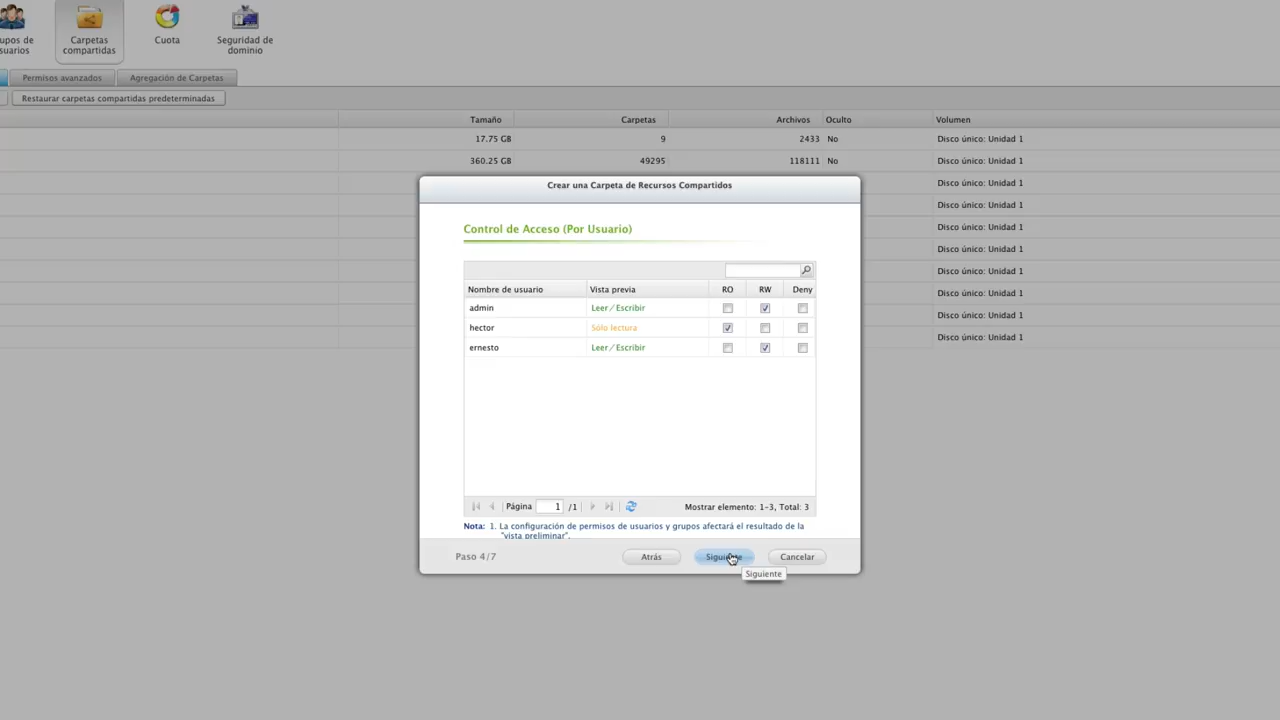 upos de
suarios
Carpetas
compartidas
Cuota
Seguridad de
dominio
Permisos avanzados
Agregación de Carpetas
Restaurar carpetas compartidas predeterminadas
Tamaño Carpetas Archivos Oculto Volumen
17.75 GB 9 2433 No Disco único: Unidad 1
360.25 GB 49295 118111 No Disco único: Unidad 1
Disco único: Unidad 1
Disco único: Unidad 1
Disco único: Unidad 1
Disco único: Unidad 1
Disco único: Unidad 1
Disco único: Unidad 1
Disco único: Unidad 1
Disco único: Unidad 1
Crear una Carpeta de Recursos Compartidos
Control de Acceso (Por Usuario)
Nombre de usuario Vista previa RO RW Deny
admin Leer/Escribir
hector Sólo lectura
ernesto Leer/Escribir
Página 1 /1 Mostrar elemento: 1-3, Total: 3
Nota: 1. La configuración de permisos de usuarios y grupos afectará el resultado de la
"vista preliminar".
Paso 4/7 Atrás Siguiente Cancelar
Siguiente